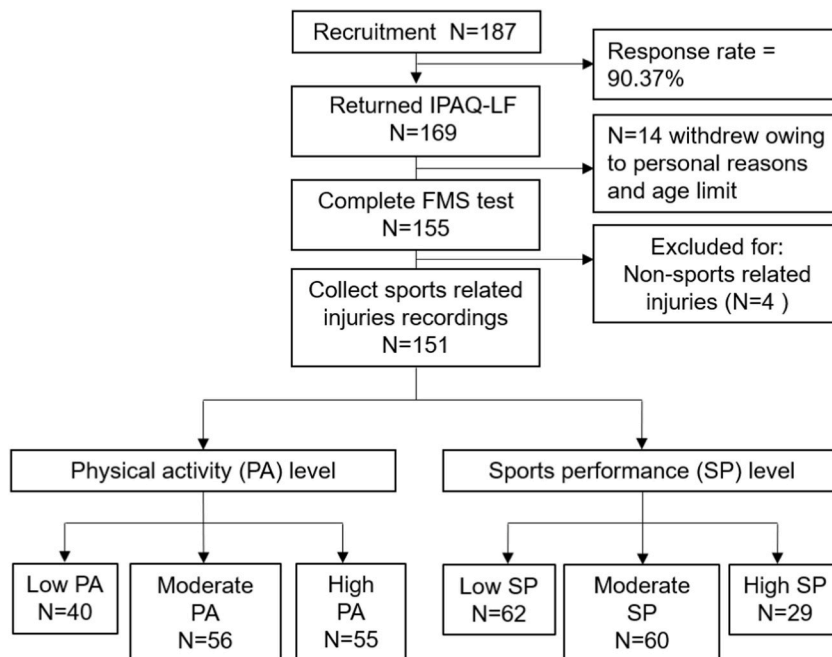 Recruitment N=187
Response rate =
90.37%
Returned IPAQ-LF
N=169
N=14 withdrew owing
to personal reasons
and age limit
Complete FMS test
N=155
Excluded for:
Non-sports related
injuries (N=4 )
Collect sports related
injuries recordings
N=151
Physical activity (PA) level
Sports performance (SP) level
Low PA
N=40
Moderate
PA
N=56
High
PA
N=55
Low SP
N=62
Moderate
SP
N=60
High SP
N=29